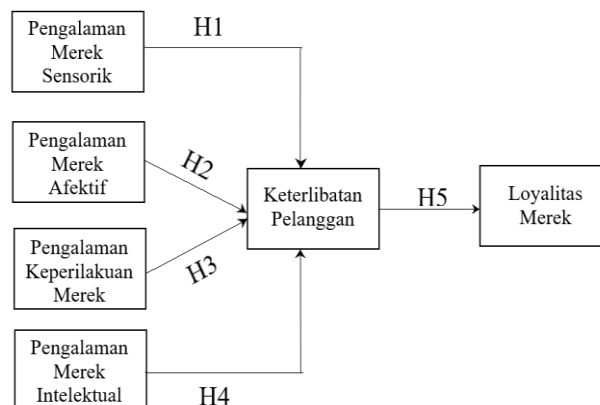 Pengalaman
Merek
Sensorik
H1
Pengalaman
Merek
Afektif
H2
Keterlibatan
Pelanggan
H5
Loyalitas
Merek
Pengalaman
Keperilakuan
Merek
H3
Pengalaman
Merek
Intelektual
H4